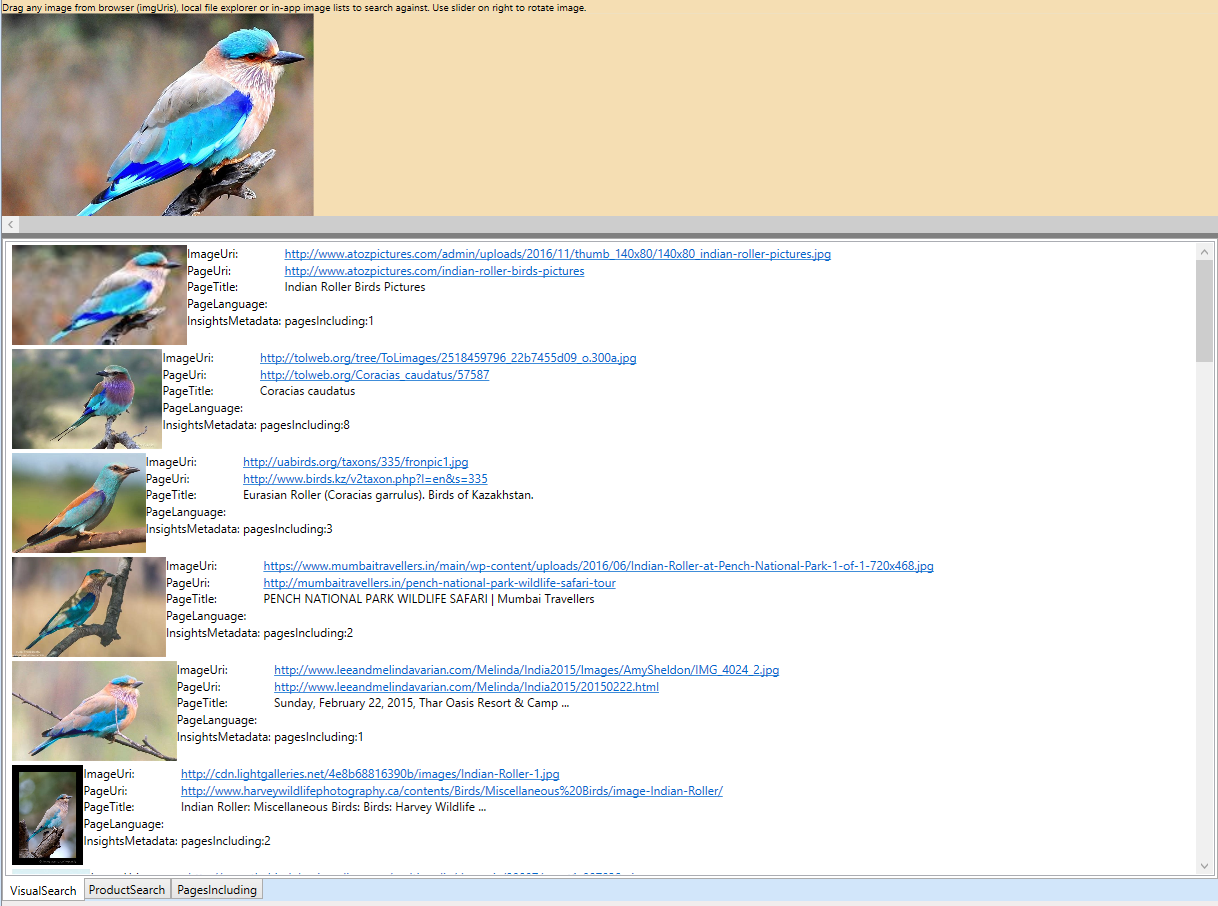 Drag any image from browser (imgUris), local file explorer or in-app image lists to search against. Use slider on right to rotate image.
ImageUri: http://www.atozpictures.com/admin/uploads/2016/11/thumb_140x80/140x80_indian-roller-pictures.jpg
PageUri: http://www.atozpictures.com/indian-roller-birds-pictures
PageTitle: Indian Roller Birds Pictures
PageLanguage:
InsightsMetadata: pagesIncluding:1
ImageUri: http://tolweb.org/tree/ToLimages/2518459796_22b7455d09_o.300a.jpg
PageUri: http://tolweb.org/Coracias_caudatus/57587
PageTitle: Coracias caudatus
PageLanguage:
InsightsMetadata: pagesIncluding:8
ImageUri: http://uabirds.org/taxons/335/fronpic1.jpg
PageUri: http://www.birds.kz/v2taxon.php?l=en&s=335
PageTitle: Eurasian Roller (Coracias garrulus). Birds of Kazakhstan.
PageLanguage:
InsightsMetadata: pagesIncluding:3
ImageUri: https://www.mumbaitravellers.in/main/wp-content/uploads/2016/06/Indian-Roller-at-Pench-National-Park-1-of-1-720x468.jpg
PageUri: http://mumbaitravellers.in/pench-national-park-wildlife-safari-tour
PageTitle: PENCH NATIONAL PARK WILDLIFE SAFARI | Mumbai Travellers
PageLanguage:
InsightsMetadata: pagesIncluding:2
ImageUri: http://www.leeandmelindavarian.com/Melinda/India2015/Images/AmySheldon/IMG_4024_2.jpg
PageUri: http://www.leeandmelindavarian.com/Melinda/India2015/20150222.html
PageTitle: Sunday, February 22, 2015, Thar Oasis Resort & Camp ...
PageLanguage:
InsightsMetadata: pagesIncluding:1
ImageUri: http://cdn.lightgalleries.net/4e8b68816390b/images/Indian-Roller-1.jpg
PageUri: http://www.harveywildlifephotography.ca/contents/Birds/Miscellaneous%20Birds/image-Indian-Roller/
PageTitle: Indian Roller: Miscellaneous Birds: Birds: Harvey Wildlife ...
PageLanguage:
InsightsMetadata: pagesIncluding:2
VisualSearch ProductSearch PagesIncluding